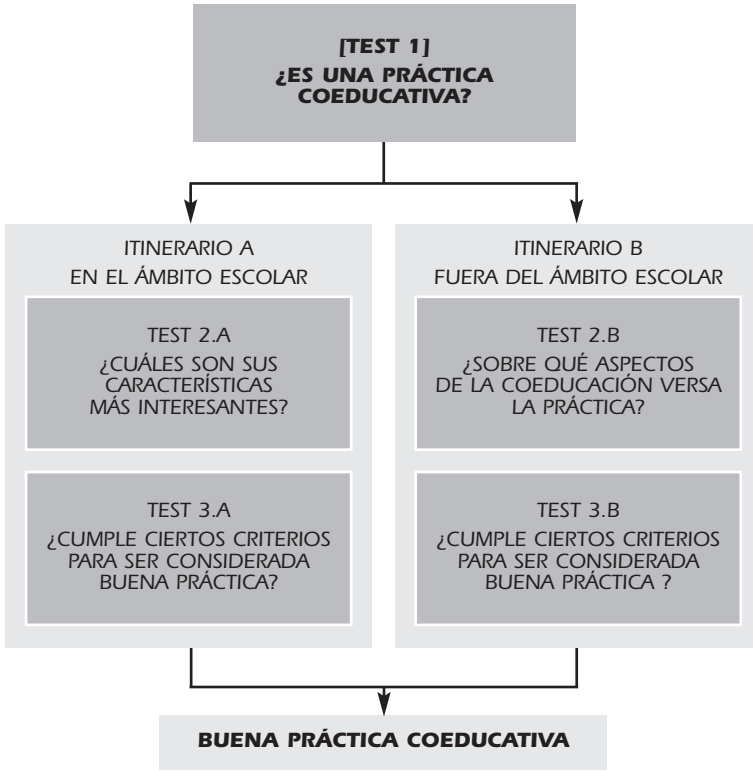 [TEST 1]
¿ES UNA PRÁCTICA
COEDUCATIVA?
ITINERARIO A
EN EL ÁMBITO ESCOLAR
TEST 2.A
¿CUÁLES SON SUS
CARACTERÍSTICAS
MÁS INTERESANTES?
TEST 3.A
¿CUMPLE CIERTOS CRITERIOS
PARA SER CONSIDERADA
BUENA PRÁCTICA?
ITINERARIO B
FUERA DEL ÁMBITO ESCOLAR
TEST 2.B
¿SOBRE QUÉ ASPECTOS
DE LA COEDUCACIÓN VERSA
LA PRÁCTICA?
TEST 3.B
¿CUMPLE CIERTOS CRITERIOS
PARA SER CONSIDERADA
BUENA PRÁCTICA ?
BUENA PRÁCTICA COEDUCATIVA